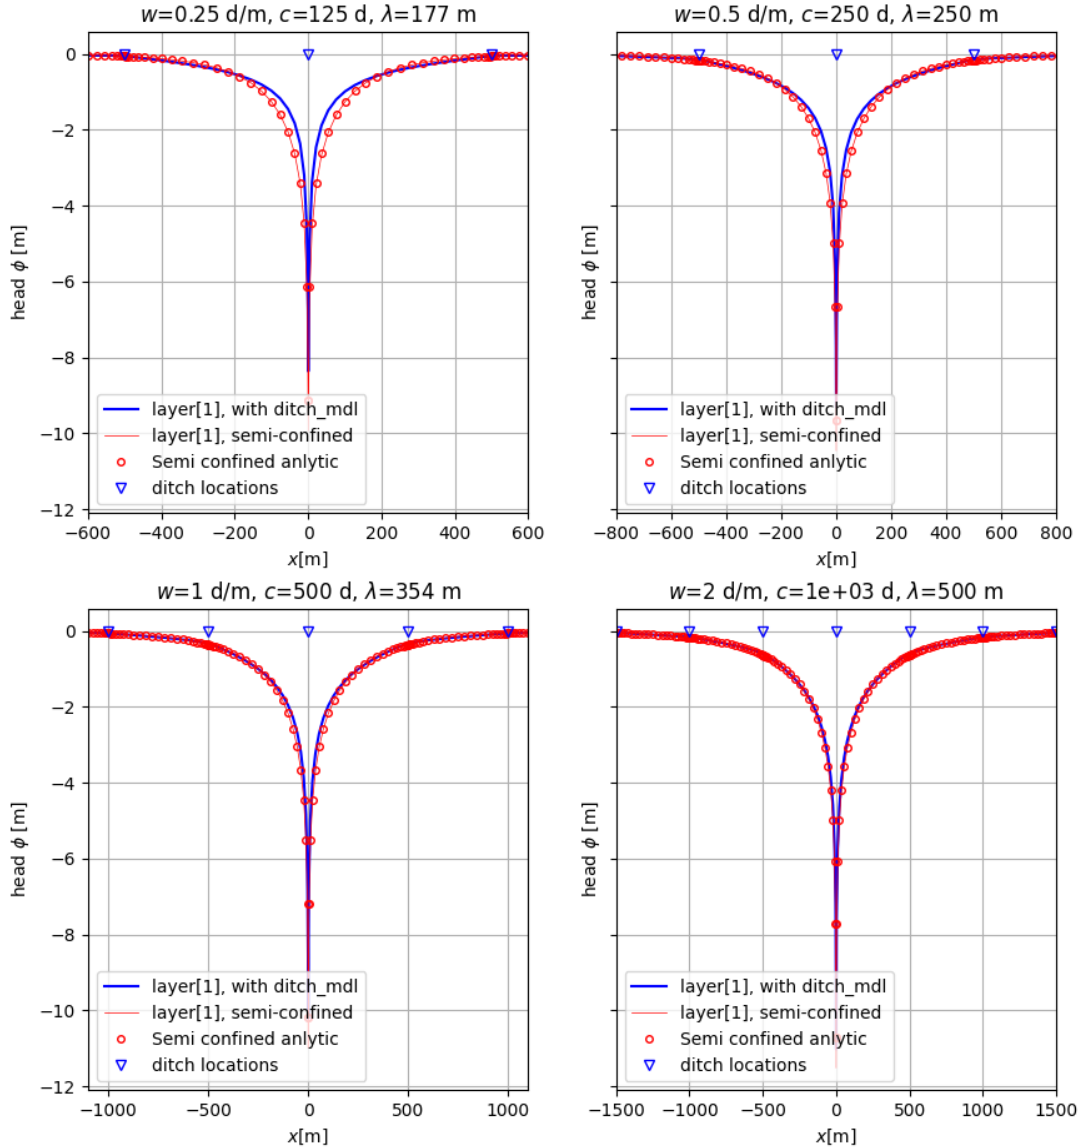 w=0.25 d/m, c=125 d, λ=177 m
0
−2
−4
−6
−8
−10
−12
head ϕ [m]
layer[1], with ditch_mdl
layer[1], semi-confined
Semi confined anlytic
ditch locations
−600 −400 −200 0 200 400 600
x[m]
w=0.5 d/m, c=250 d, λ=250 m
head ϕ [m]
layer[1], with ditch_mdl
layer[1], semi-confined
Semi confined anlytic
ditch locations
−800 −600 −400 −200 0 200 400 600 800
x[m]
w=1 d/m, c=500 d, λ=354 m
0
−2
−4
−6
−8
−10
−12
head ϕ [m]
layer[1], with ditch_mdl
layer[1], semi-confined
Semi confined anlytic
ditch locations
−1000 −500 0 500 1000
x[m]
w=2 d/m, c=1e+03 d, λ=500 m
head ϕ [m]
layer[1], with ditch_mdl
layer[1], semi-confined
Semi confined anlytic
ditch locations
−1500 −1000 −500 0 500 1000 1500
x[m]